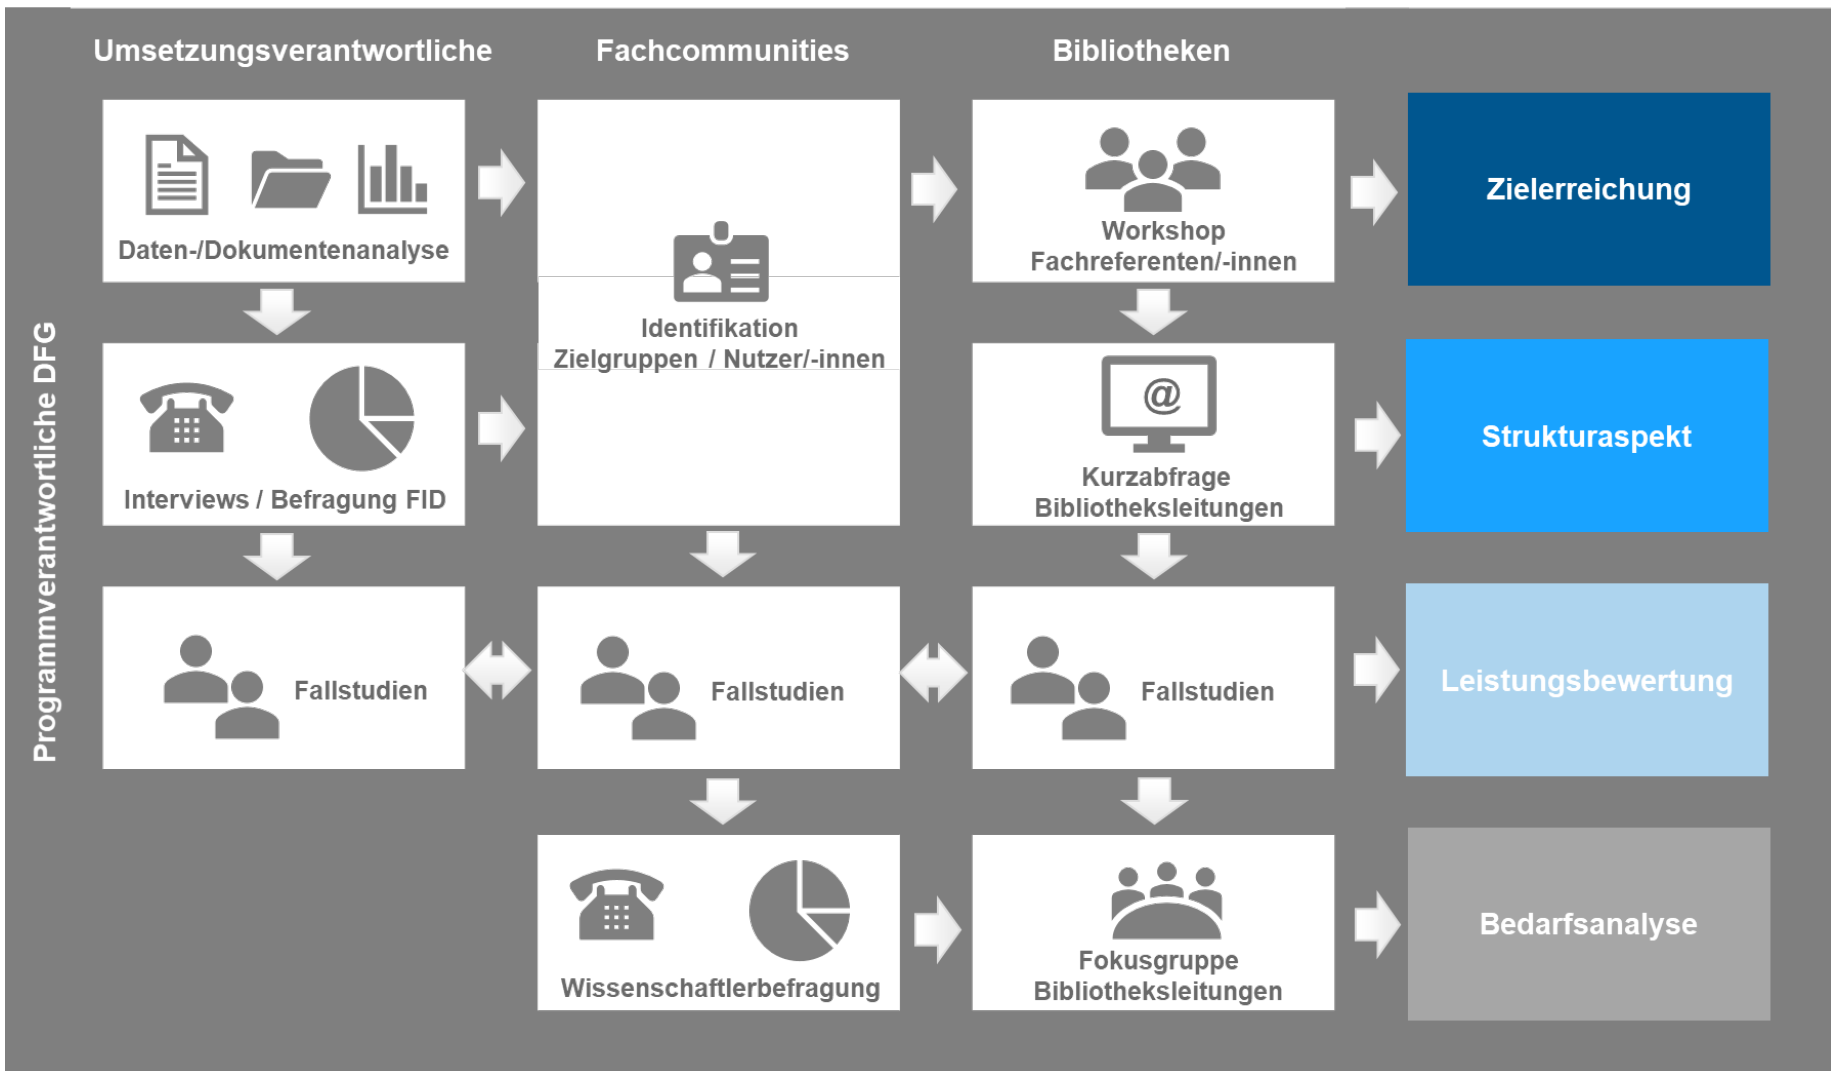 Umsetzungsverantwortliche
Fachcommunities
Bibliotheken
Programmverantwortliche DFG
Daten-/Dokumentenanalyse
Identifikation
Zielgruppen / Nutzer/-innen
Workshop
Fachreferenten/-innen
Zielerreichung
Interviews / Befragung FID
@
Kurzabfrage
Bibliotheksleitungen
Strukturaspekt
Fallstudien
Fallstudien
Fallstudien
Leistungsbewertung
Wissenschaftlerbefragung
Fokusgruppe
Bibliotheksleitungen
Bedarfsanalyse